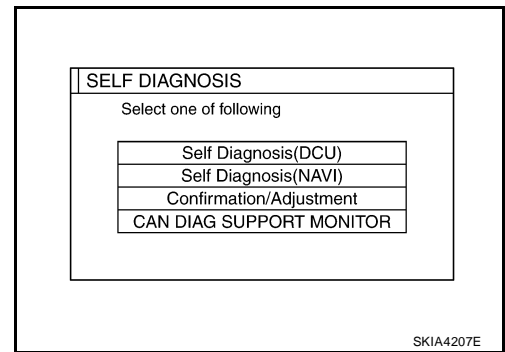 SELF DIAGNOSIS
Select one of following
Self Diagnosis(DCU)
Self Diagnosis(NAVI)
Confirmation/Adjustment
CAN DIAG SUPPORT MONITOR
SKIA4207E